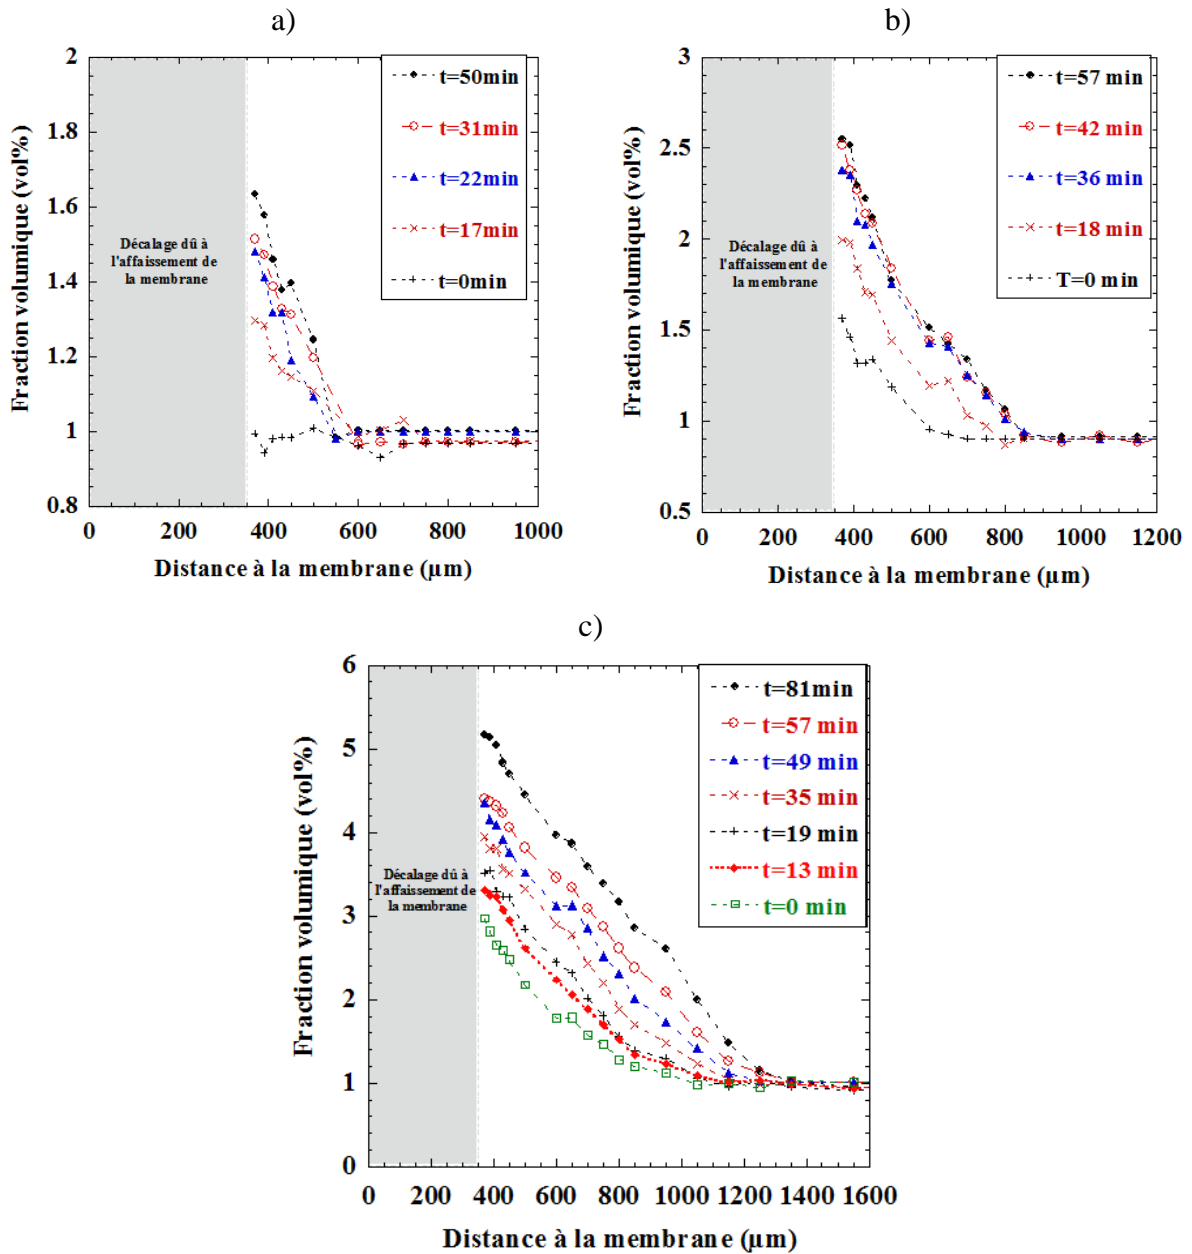 a)
Fraction volumique (vol%)
2
1.8
1.6
1.4
1.2
1
0.8
0
200
400
600
800
1000
Distance à la membrane (µm)
Décalage dû à
l'affaissement de
la membrane
t=50min
t=31min
t=22min
t=17min
t=0min
b)
Fraction volumique (vol%)
3
2.5
2
1.5
1
0.5
0
200
400
600
800
1000
1200
Distance à la membrane (µm)
Décalage dû à
l'affaissement de
la membrane
t=57 min
t=42 min
t=36 min
t=18 min
T=0 min
c)
Fraction volumique (vol%)
6
5
4
3
2
1
0
0
200
400
600
800
1000
1200
1400
1600
Distance à la membrane (µm)
Décalage dû à
l'affaissement de
la membrane
t=81min
t=57 min
t=49 min
t=35 min
t=19 min
t=13 min
t=0 min